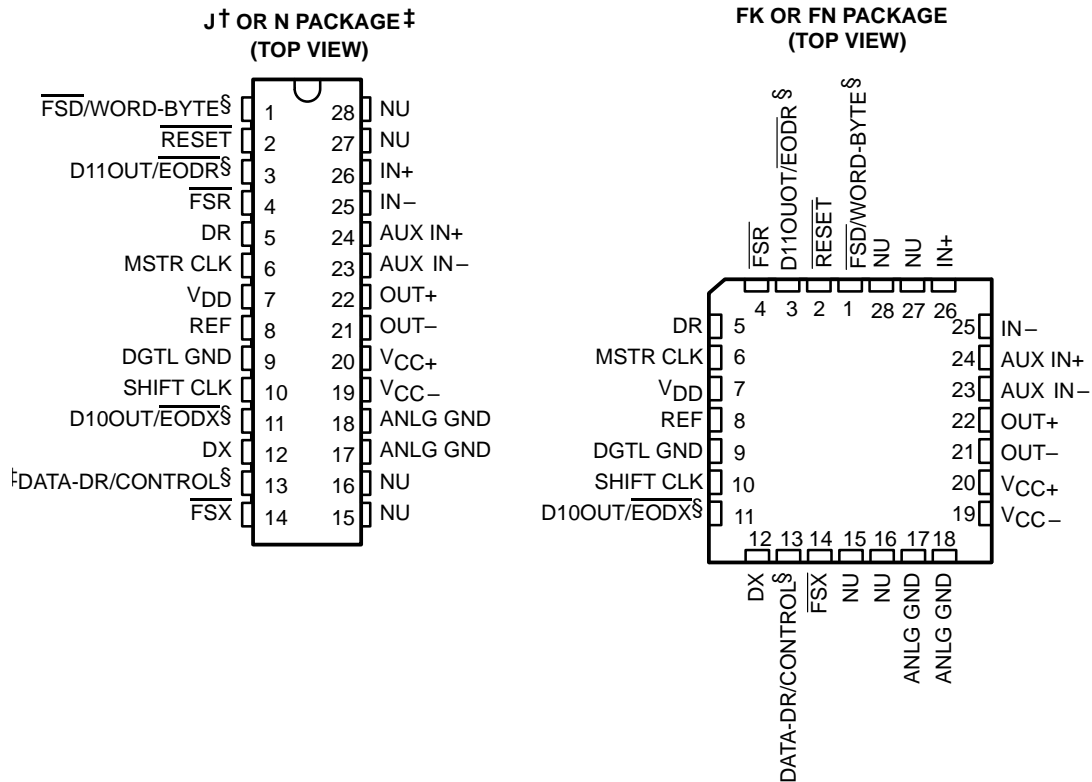 J† OR N PACKAGE‡
(TOP VIEW)
FSD/WORD-BYTE§ 1
RESET 2
D11OUT/EODR§ 3
FSR 4
DR 5
MSTR CLK 6
VDD 7
REF 8
DGTL GND 9
SHIFT CLK 10
D10OUT/EODX§ 11
DX 12
DATA-DR/CONTROL§ 13
FSX 14
28 NU
27 NU
26 IN+
25 IN−
24 AUX IN+
23 AUX IN−
22 OUT+
21 OUT−
20 VCC+
19 VCC−
18 ANLG GND
17 ANLG GND
16 NU
15 NU
FK OR FN PACKAGE
(TOP VIEW)
FSR
D11OUOT/EODR§
RESET
FSD/WORD-BYTE§
NU
NU
IN+
4 3 2 1 28 27 26
DR 5
MSTR CLK 6
VDD 7
REF 8
DGTL GND 9
SHIFT CLK 10
D10OUT/EODX§ 11
25 IN−
24 AUX IN+
23 AUX IN−
22 OUT+
21 OUT−
20 VCC+
19 VCC−
12 13 14 15 16 17 18
DX
DATA-DR/CONTROL§
FSX
NU
NU
ANLG GND
ANLG GND